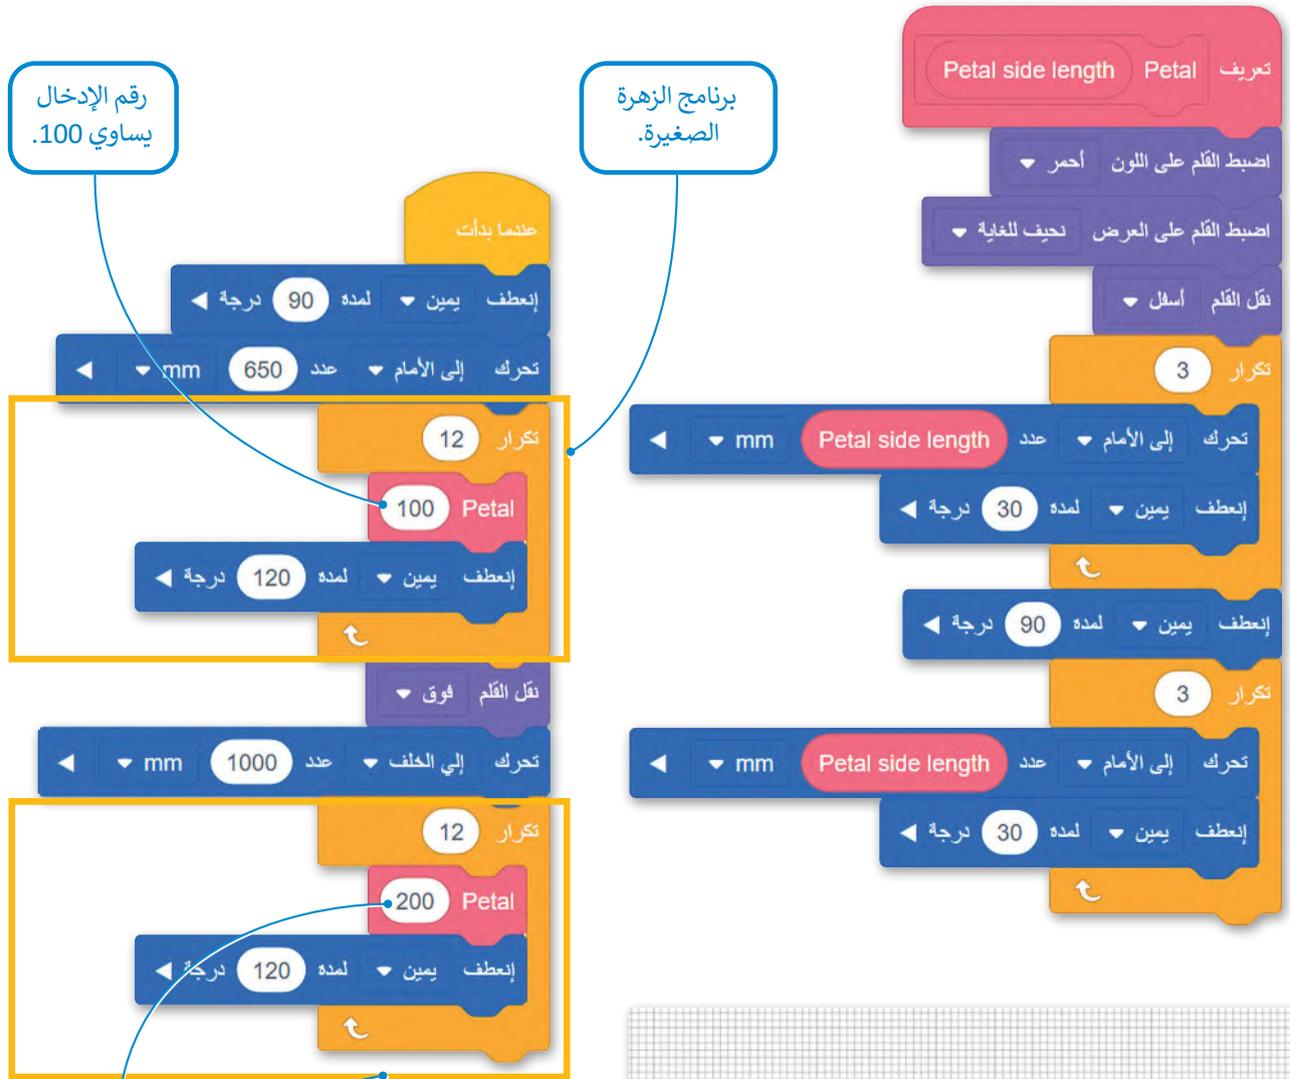 تعريف Petal Petal side length
اضبط القلم على اللون أحمر
اضبط القلم على العرض نحيف للغاية
نقل القلم أسفل
تكرار 3
تحرك إلى الأمام عدد Petal side length mm
إنعطف يمين لمدة 30 درجة
إنعطف يمين لمدة 90 درجة
تكرار 3
تحرك إلى الأمام عدد Petal side length mm
إنعطف يمين لمدة 30 درجة
برنامج الزهرة
الصغيرة.
رقم الإدخال
يساوي 100.
عندما بدأت
إنعطف يمين لمدة 90 درجة
تحرك إلى الأمام عدد 650 mm
تكرار 12
Petal 100
إنعطف يمين لمدة 120 درجة
نقل القلم فوق
تحرك إلي الخلف عدد 1000 mm
تكرار 12
Petal 200
إنعطف يمين لمدة 120 درجة